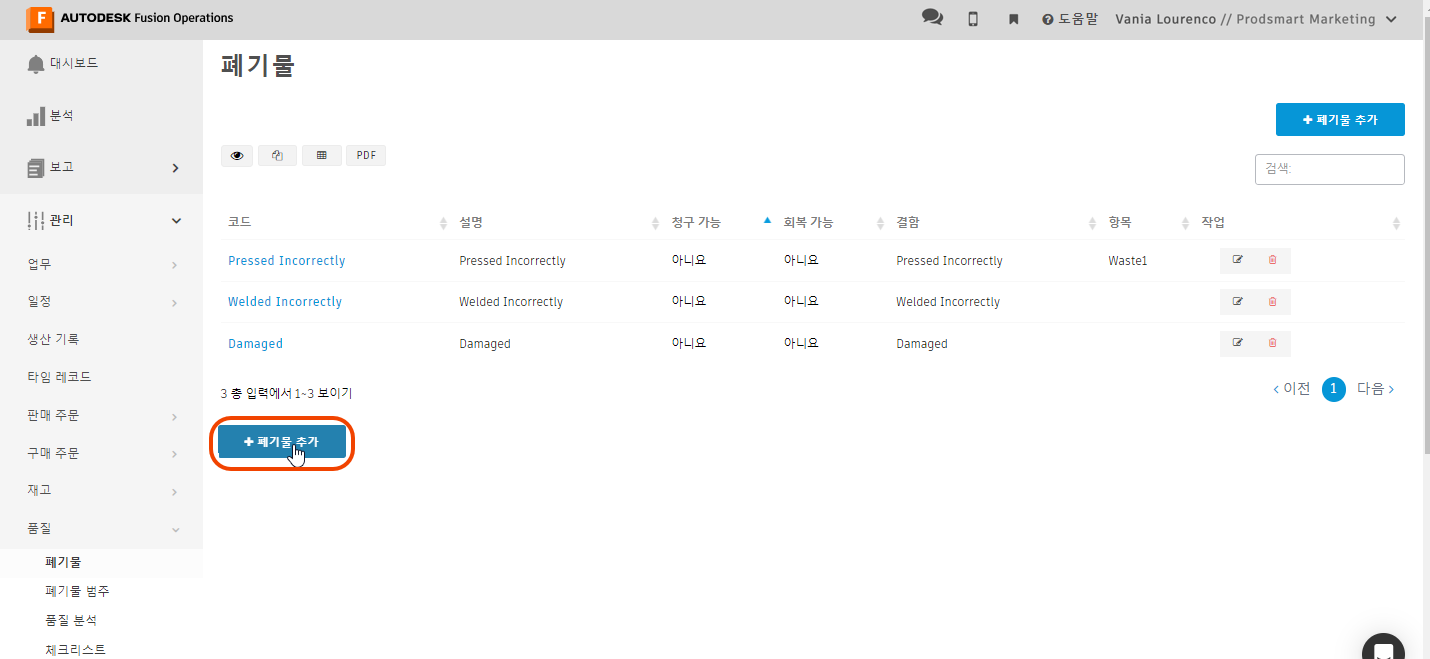 F AUTODESK Fusion Operations
도움말 Vania Lourenco // Prodsmart Marketing
대시보드
분석
보고
관리
업무
일정
생산 기록
타임 레코드
판매 주문
구매 주문
재고
품질
폐기물
폐기물 범주
품질 분석
체크리스트
폐기물
+ 폐기물 추가
PDF
검색:
코드 설명 청구 가능 회복 가능 결함 항목 작업
Pressed Incorrectly Pressed Incorrectly 아니요 아니요 Pressed Incorrectly Waste1
Welded Incorrectly Welded Incorrectly 아니요 아니요 Welded Incorrectly
Damaged Damaged 아니요 아니요 Damaged
3 총 입력에서 1~3 보이기
‹ 이전 1 다음 ›
+ 폐기물 추가